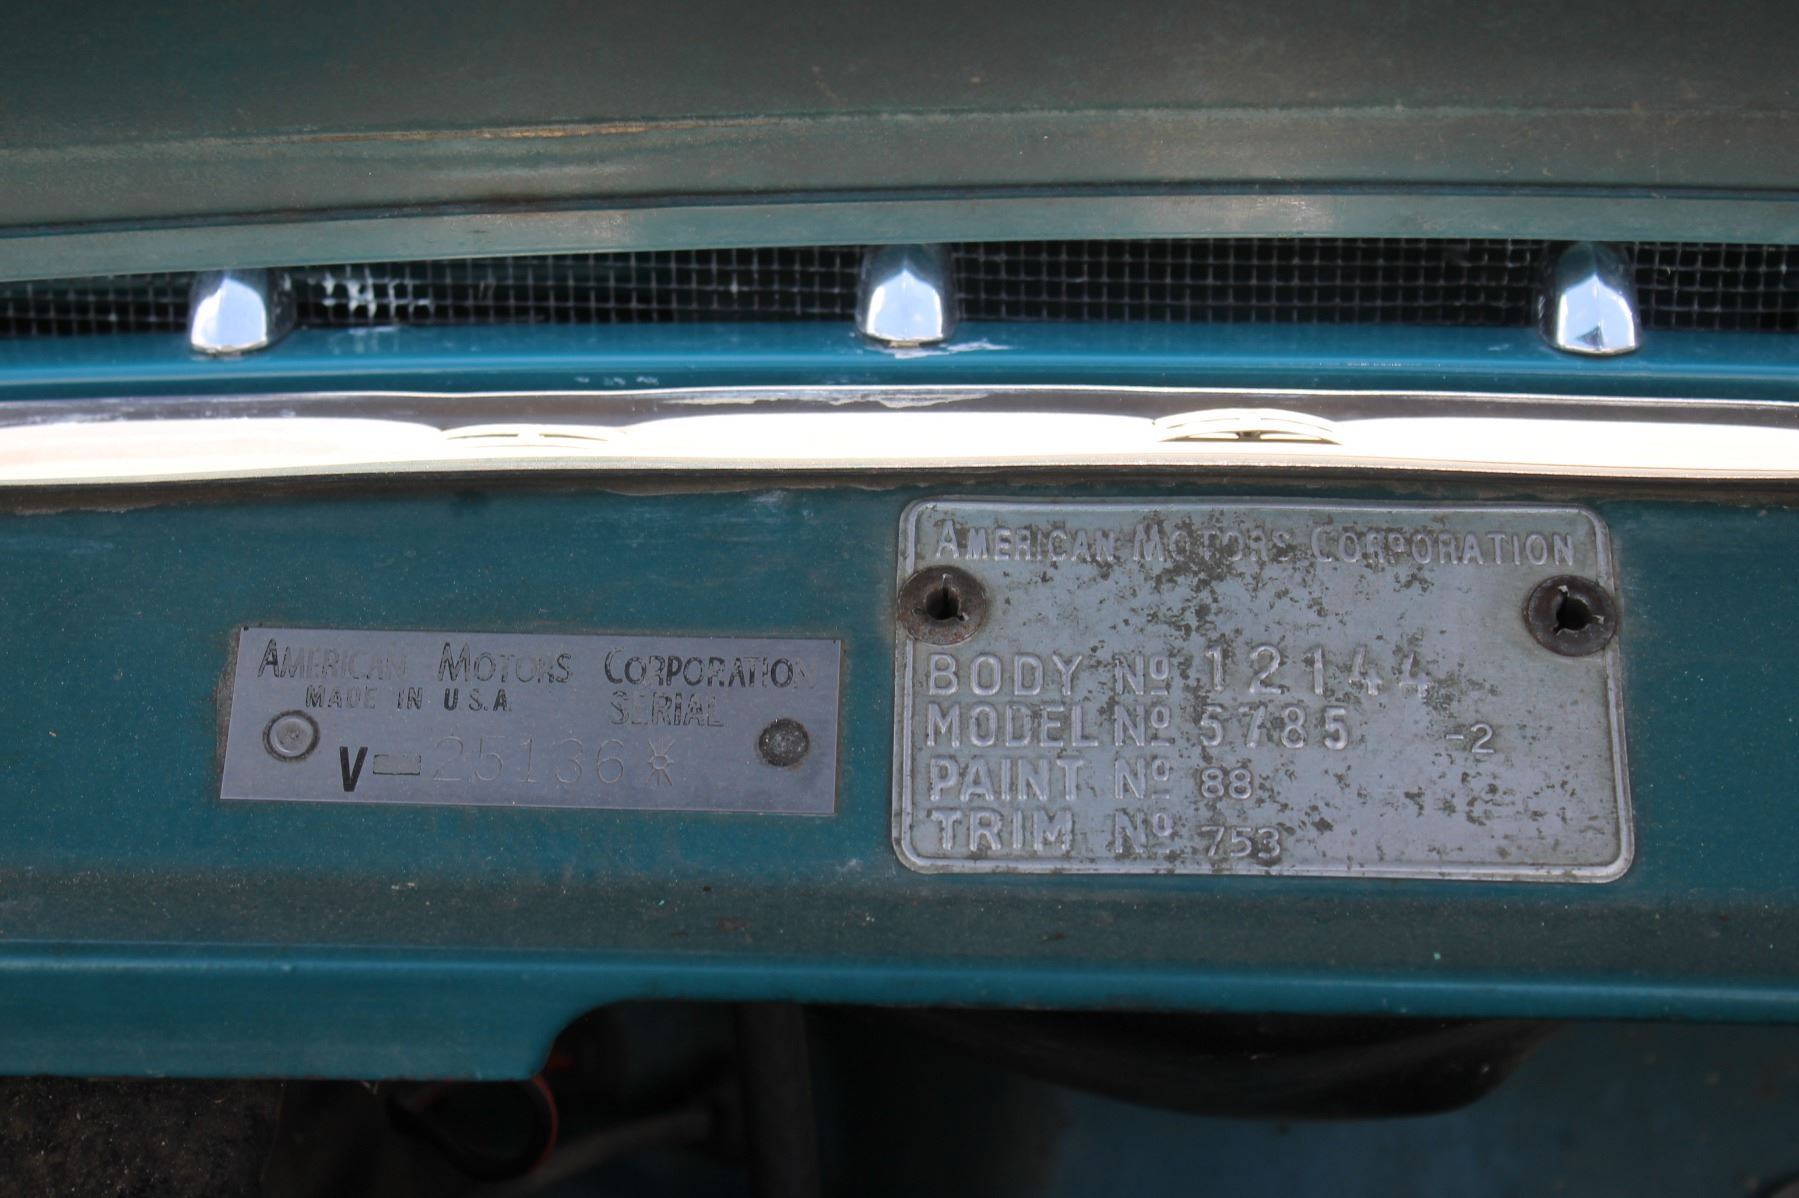 AMERICAN MOTORS CORPORATION
MADE IN U.S.A. SERIAL
V-25136*
AMERICAN MOTORS CORPORATION
BODY Nº 12144
MODEL Nº 5785 -2
PAINT Nº 88
TRIM Nº 753